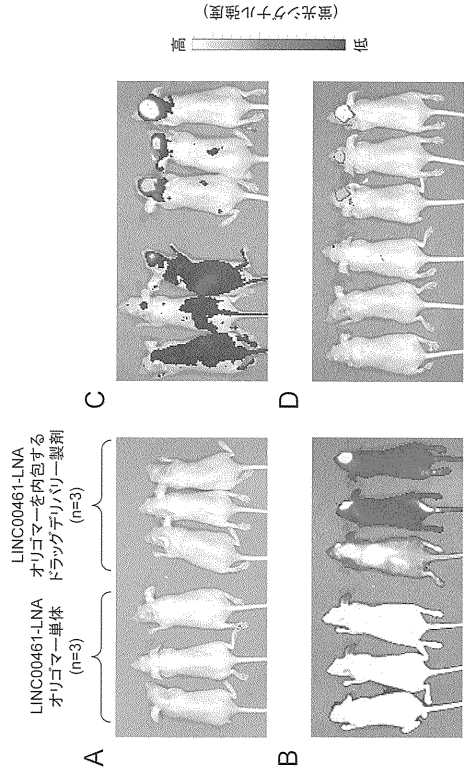 A
LINC00461-LNA
オリゴマー単体
(n=3)
LINC00461-LNA
オリゴマーを内包する
ドラッグデリバリー製剤
(n=3)
B
C
D
高
低
(蛍光シグナル強度)